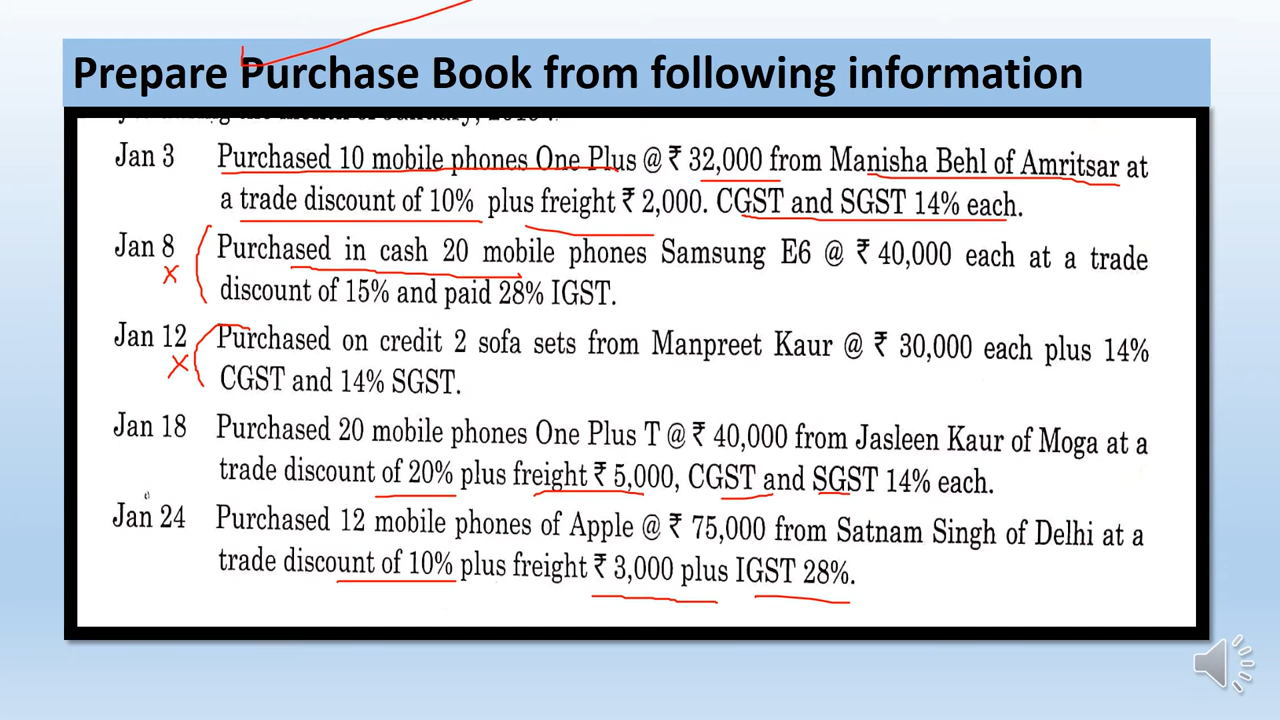 Prepare Purchase Book from following information
Jan 3 Purchased 10 mobile phones One Plus @ ₹ 32,000 from Manisha Behl of Amritsar at
a trade discount of 10% plus freight ₹ 2,000. CGST and SGST 14% each.
Jan 8 Purchased in cash 20 mobile phones Samsung E6 @ ₹ 40,000 each at a trade
discount of 15% and paid 28% IGST.
Jan 12 Purchased on credit 2 sofa sets from Manpreet Kaur @ ₹ 30,000 each plus 14%
CGST and 14% SGST.
Jan 18 Purchased 20 mobile phones One Plus T @ ₹ 40,000 from Jasleen Kaur of Moga at a
trade discount of 20% plus freight ₹ 5,000, CGST and SGST 14% each.
Jan 24 Purchased 12 mobile phones of Apple @ ₹ 75,000 from Satnam Singh of Delhi at a
trade discount of 10% plus freight ₹ 3,000 plus IGST 28%.